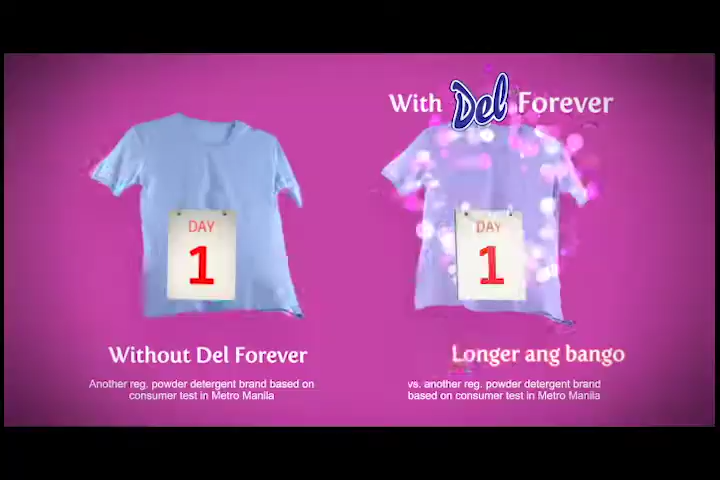 With Del Forever
DAY
1
DAY
1
Without Del Forever
Longer ang bango
Another reg. powder detergent brand based on
consumer test in Metro Manila
vs. another reg. powder detergent brand
based on consumer test in Metro Manila